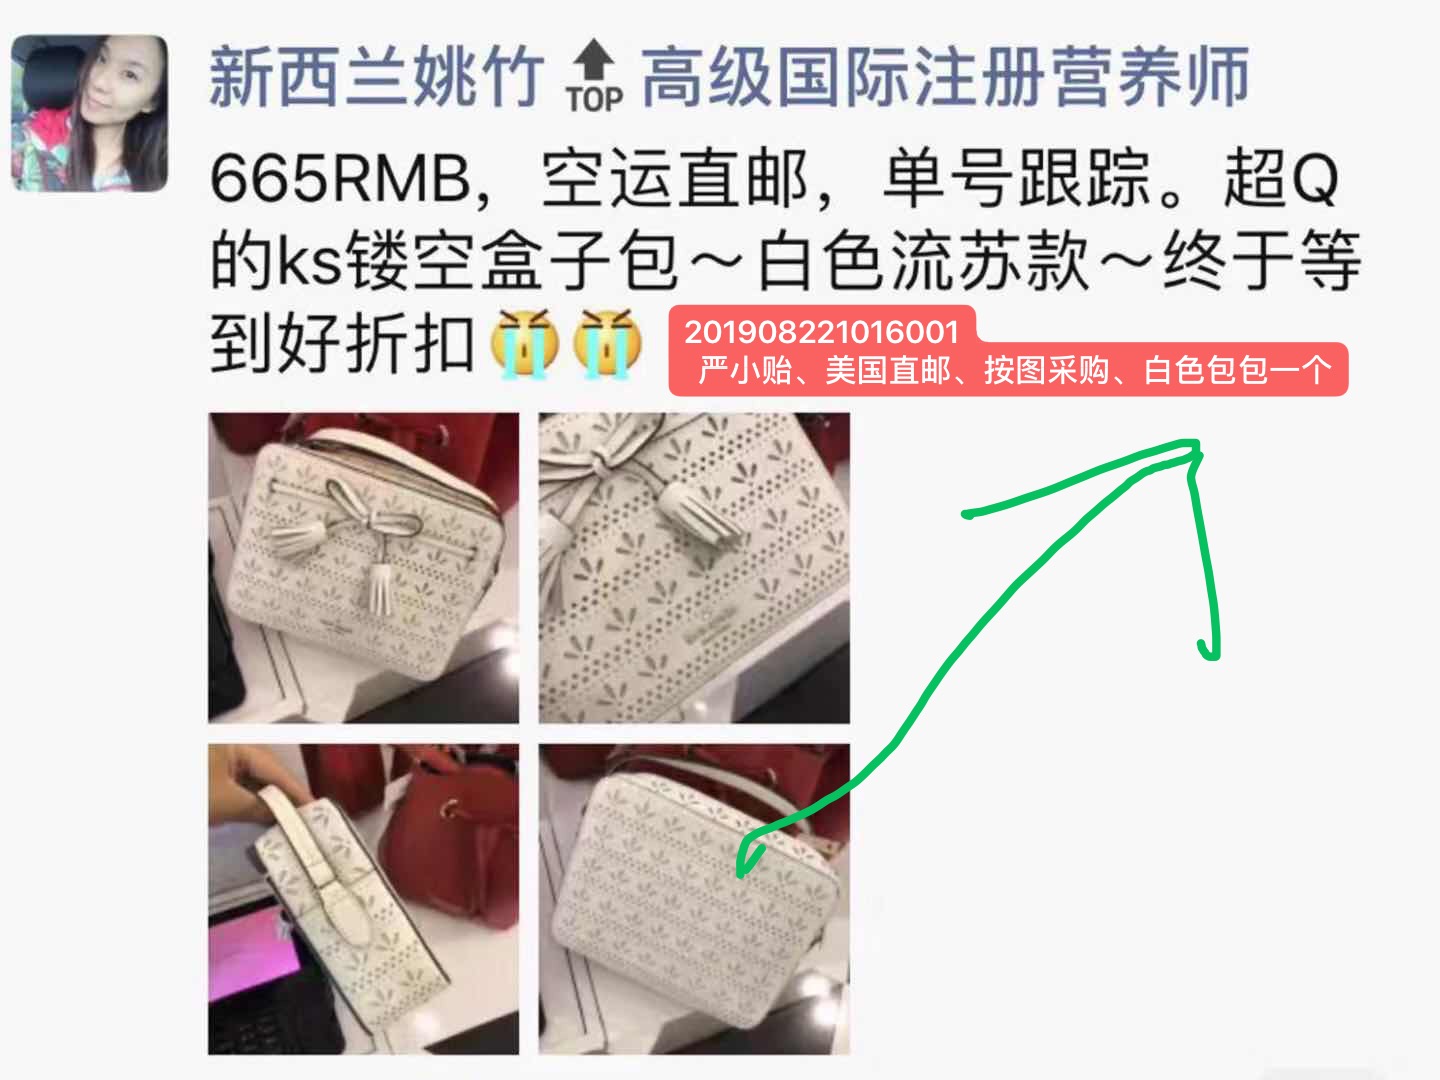 新西兰姚竹🔝高级国际注册营养师
665RMB，空运直邮，单号跟踪。超Q
的ks镂空盒子包～白色流苏款～终于等
到好折扣😭😭
201908221016001
严小贻、美国直邮、按图采购、白色包包一个